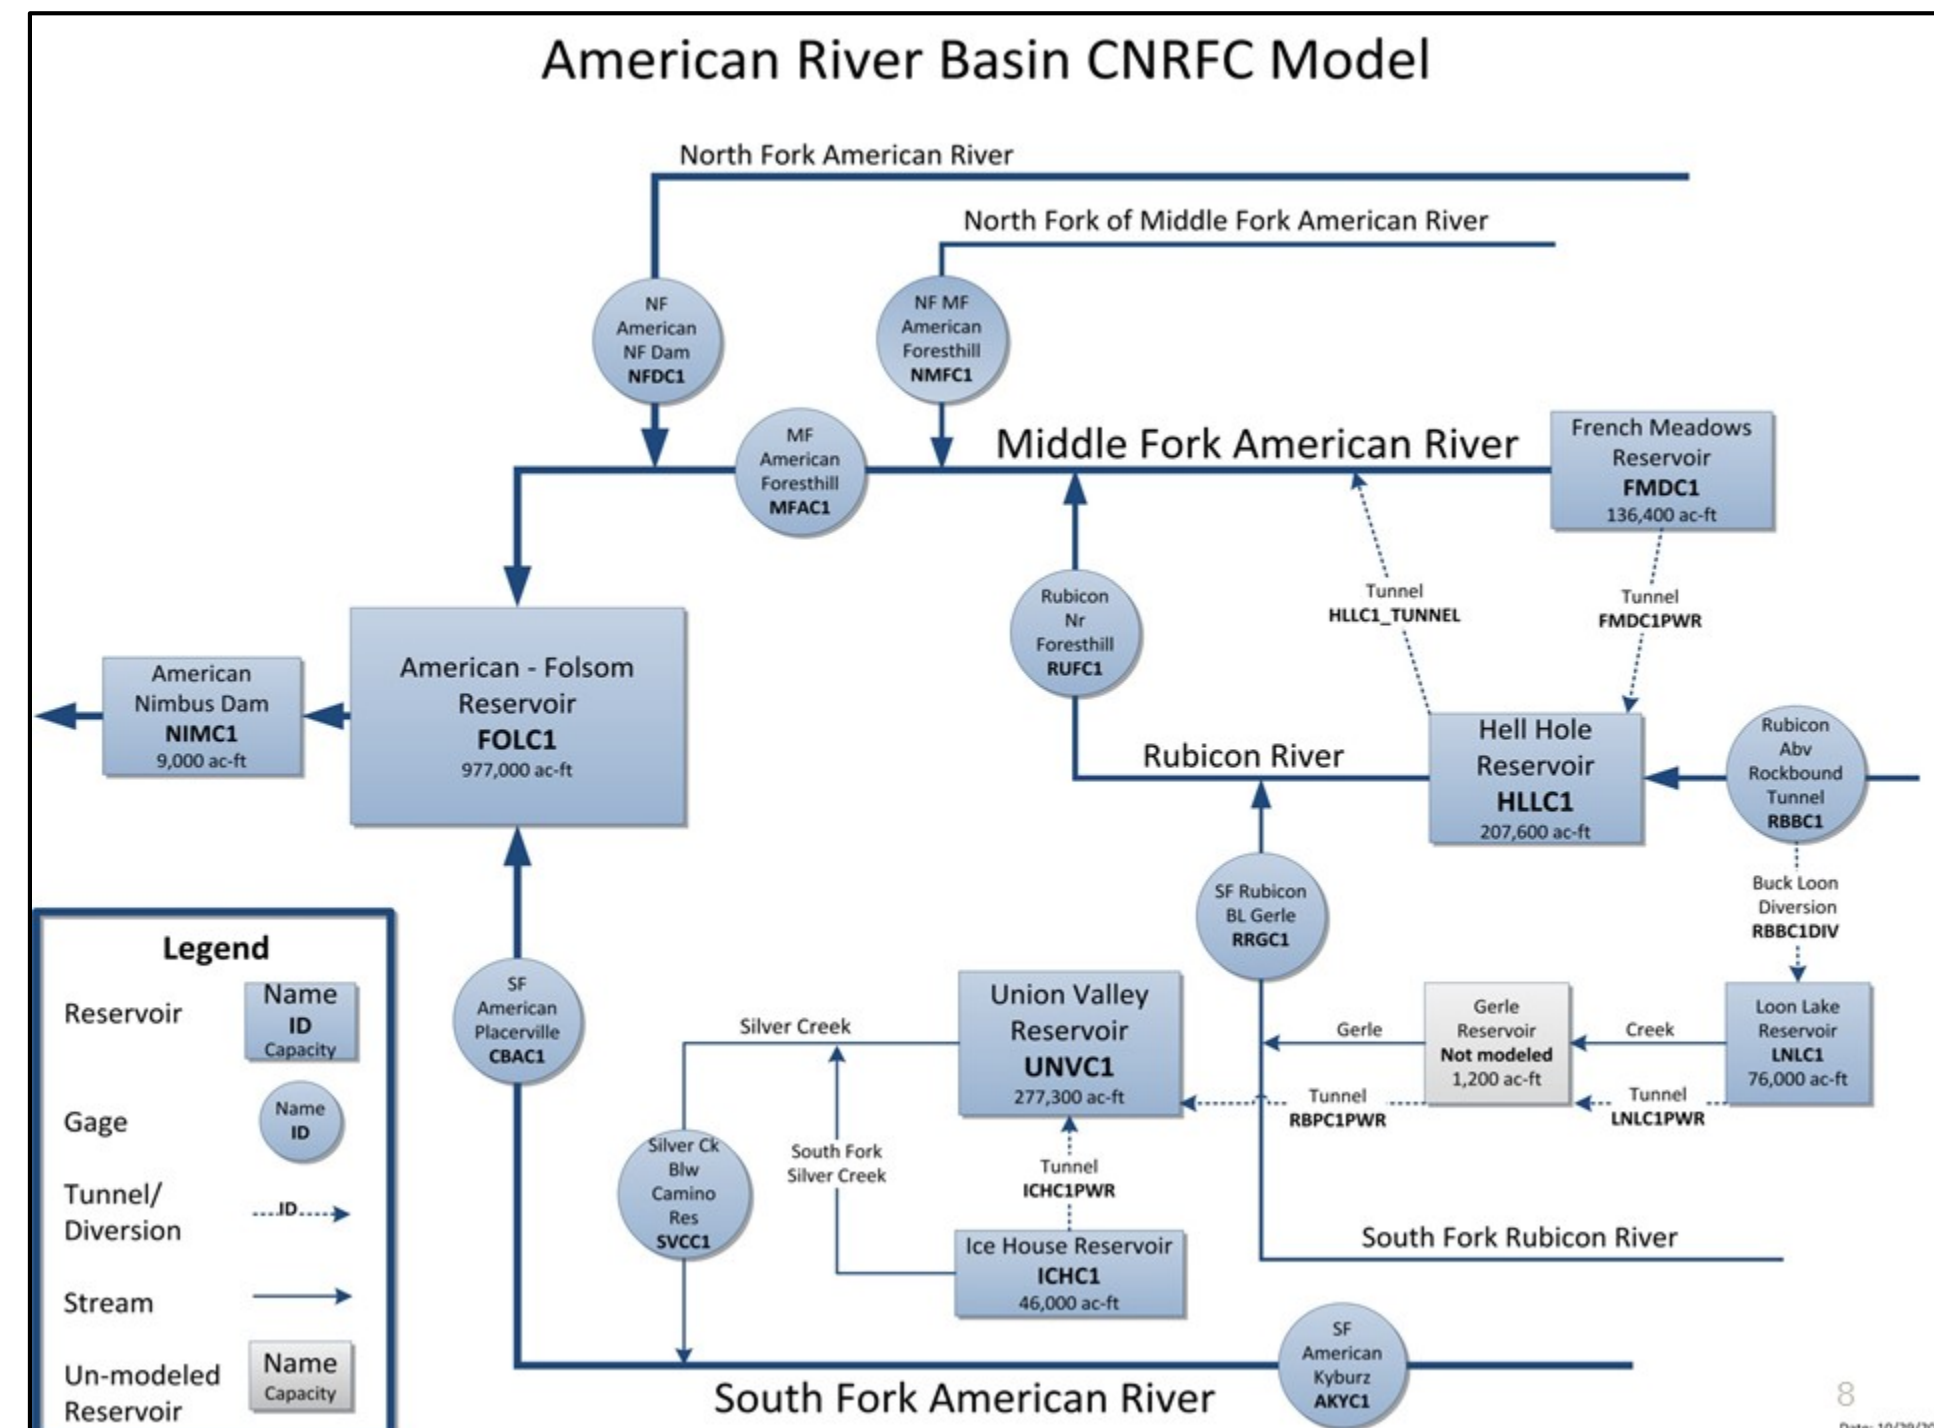 American River Basin CNRFC Model
North Fork American River
North Fork of Middle Fork American River
NF
American
NF Dam
NFDC1
NF MF
American
Foresthill
NMFC1
MF
American
Foresthill
MFAC1
Middle Fork American River
French Meadows
Reservoir
FMDC1
136,400 ac-ft
Rubicon
Nr
Foresthill
RUFC1
Tunnel
HLLC1_TUNNEL
Tunnel
FMDC1PWR
American
Nimbus Dam
NIMC1
9,000 ac-ft
American - Folsom
Reservoir
FOLC1
977,000 ac-ft
Rubicon River
Hell Hole
Reservoir
HLLC1
207,600 ac-ft
Rubicon
Abv
Rockbound
Tunnel
RBBC1
SF Rubicon
BL Gerle
RRGC1
Buck Loon
Diversion
RBBC1DIV
SF
American
Placerville
CBAC1
Silver Creek
Union Valley
Reservoir
UNVC1
277,300 ac-ft
Gerle
Gerle
Reservoir
Not modeled
1,200 ac-ft
Creek
Loon Lake
Reservoir
LNLC1
76,000 ac-ft
Tunnel
RBPC1PWR
Tunnel
LNLC1PWR
Silver Ck
Blw
Camino
Res
SVCC1
South Fork
Silver Creek
Tunnel
ICHC1PWR
Ice House Reservoir
ICHC1
46,000 ac-ft
South Fork Rubicon River
SF
American
Kyburz
AKYC1
South Fork American River
Legend
Reservoir
Name
ID
Capacity
Gage
Name
ID
Tunnel/
Diversion
ID
Stream
Un-modeled
Reservoir
Name
Capacity
8